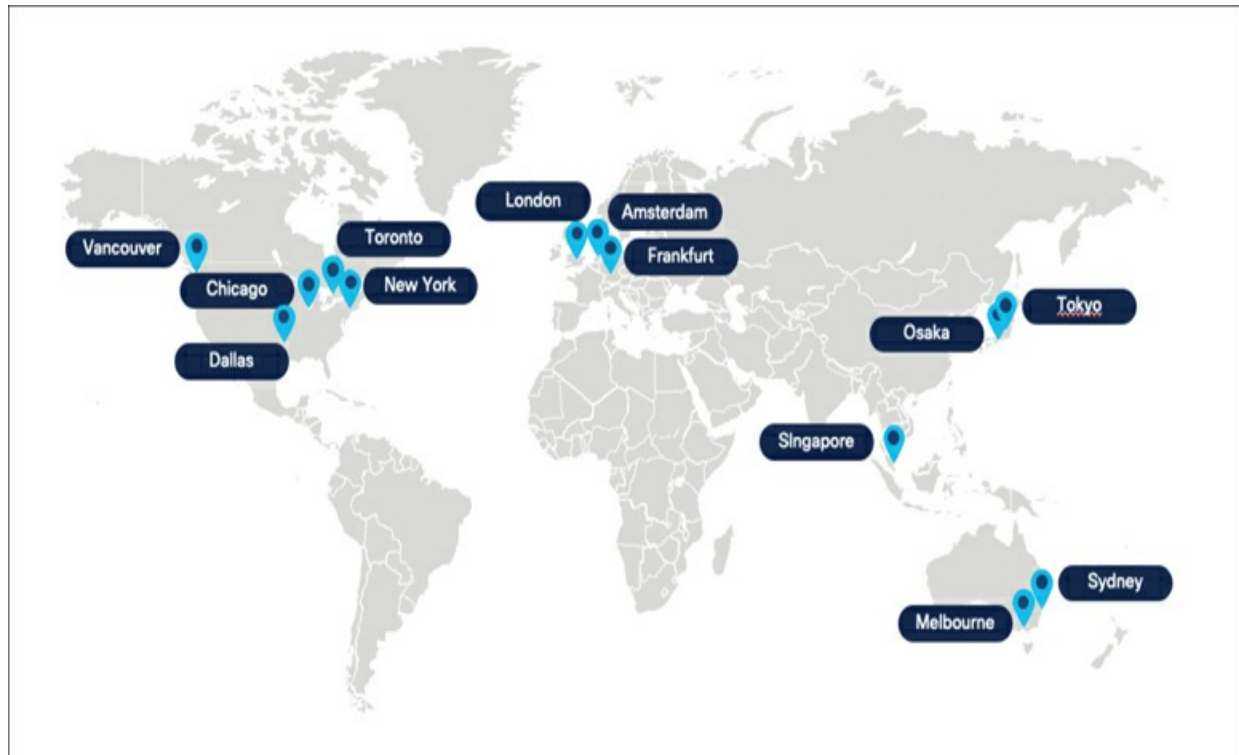 London
Amsterdam
Toronto
Vancouver
Frankfurt
Chicago
New York
Tokyo
Osaka
Dallas
SIngapore
Sydney
Melbourne